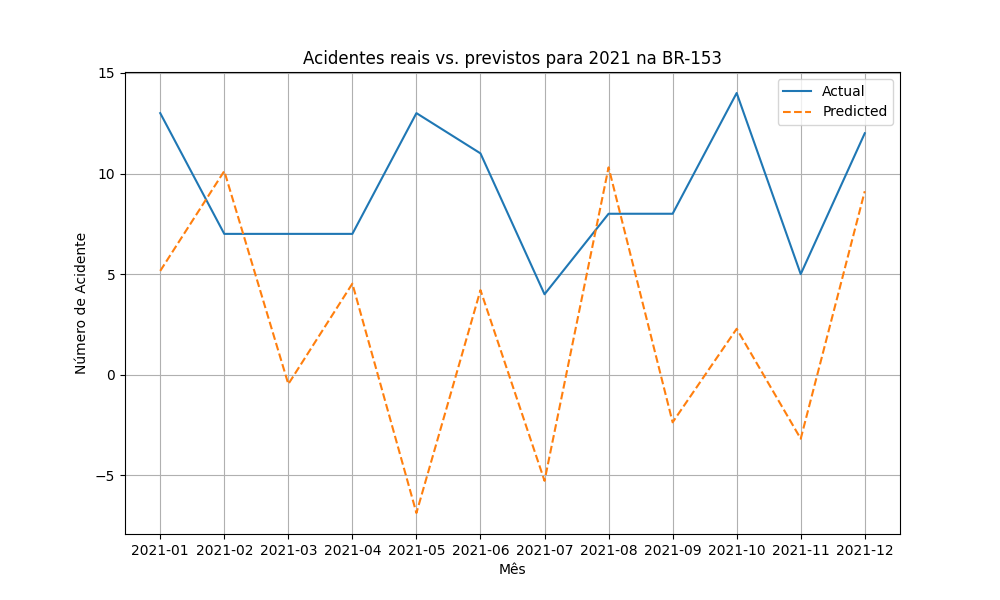 Acidentes reais vs. previstos para 2021 na BR-153
Actual
Predicted
Número de Acidente
15
10
5
0
−5
2021-01 2021-02 2021-03 2021-04 2021-05 2021-06 2021-07 2021-08 2021-09 2021-10 2021-11 2021-12
Mês